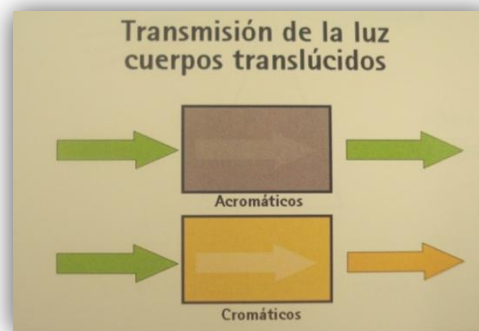 Transmisión de la luz
cuerpos translúcidos
Acromáticos
Cromáticos